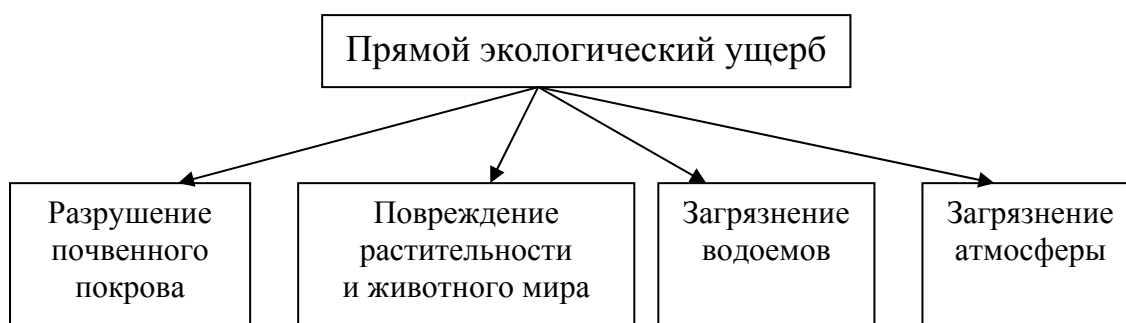 Прямой экологический ущерб
Разрушение
почвенного
покрова
Повреждение
растительности
и животного мира
Загрязнение
водоемов
Загрязнение
атмосферы